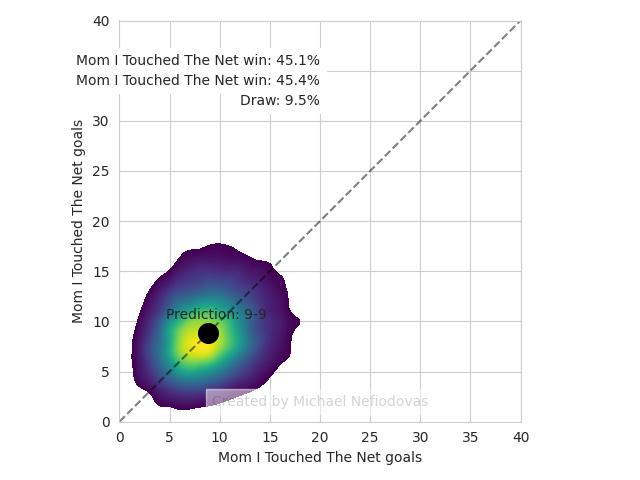 40
Mom I Touched The Net win: 45.1%
Mom I Touched The Net win: 45.4%
Draw: 9.5%
30
25
20
15
10
5
0
Mom I Touched The Net goals
Prediction: 9-9
Created by Michael Nefiodovas
0 5 10 15 20 25 30 35 40
Mom I Touched The Net goals